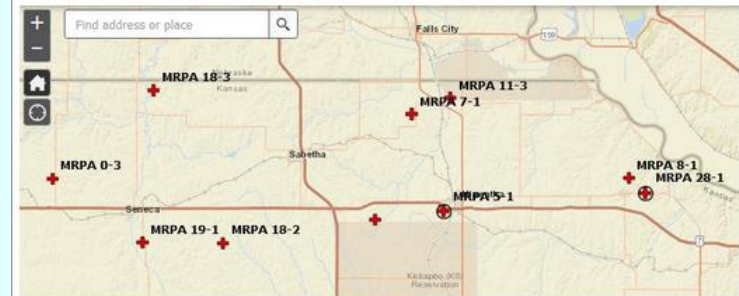 +
Find address or place
−
Falls City
159
Nebraska
MRPA 18-3
Kansas
MRPA 11-3
MRPA 7-1
Sabetha
MRPA 0-3
MRPA 8-1
MRPA 28-1
Kansas
MRPA 5-1
Seneca
MRPA 19-1
MRPA 18-2
7
Kickapoo (KS)
Reservation